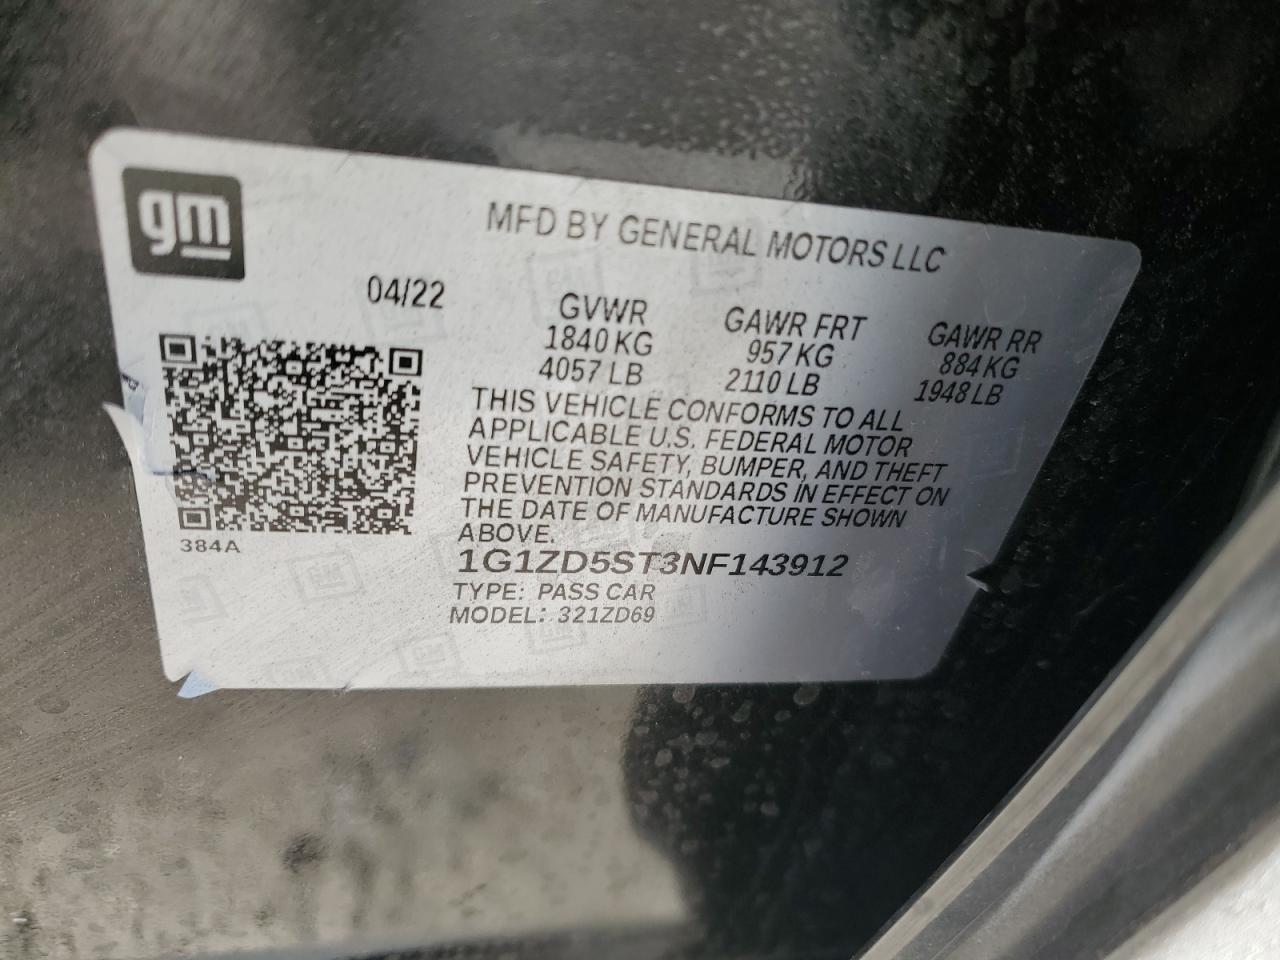 gm
MFD BY GENERAL MOTORS LLC
04/22
GVWR GAWR FRT GAWR RR
1840 KG 957 KG 884 KG
4057 LB 2110 LB 1948 LB
THIS VEHICLE CONFORMS TO ALL
APPLICABLE U.S. FEDERAL MOTOR
VEHICLE SAFETY, BUMPER, AND THEFT
PREVENTION STANDARDS IN EFFECT ON
THE DATE OF MANUFACTURE SHOWN
ABOVE.
384A
1G1ZD5ST3NF143912
TYPE: PASS CAR
MODEL: 321ZD69